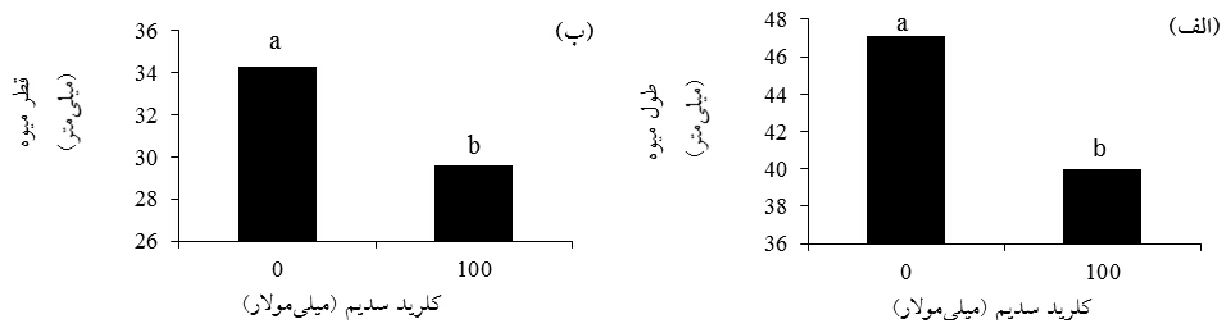 (الف)
48
46
44
42
40
38
36
طول میوه
(میلی‌متر)
a
b
0
100
کلرید سدیم (میلی‌مولار)
(ب)
36
34
32
30
28
26
قطر میوه
(میلی‌متر)
a
b
0
100
کلرید سدیم (میلی‌مولار)